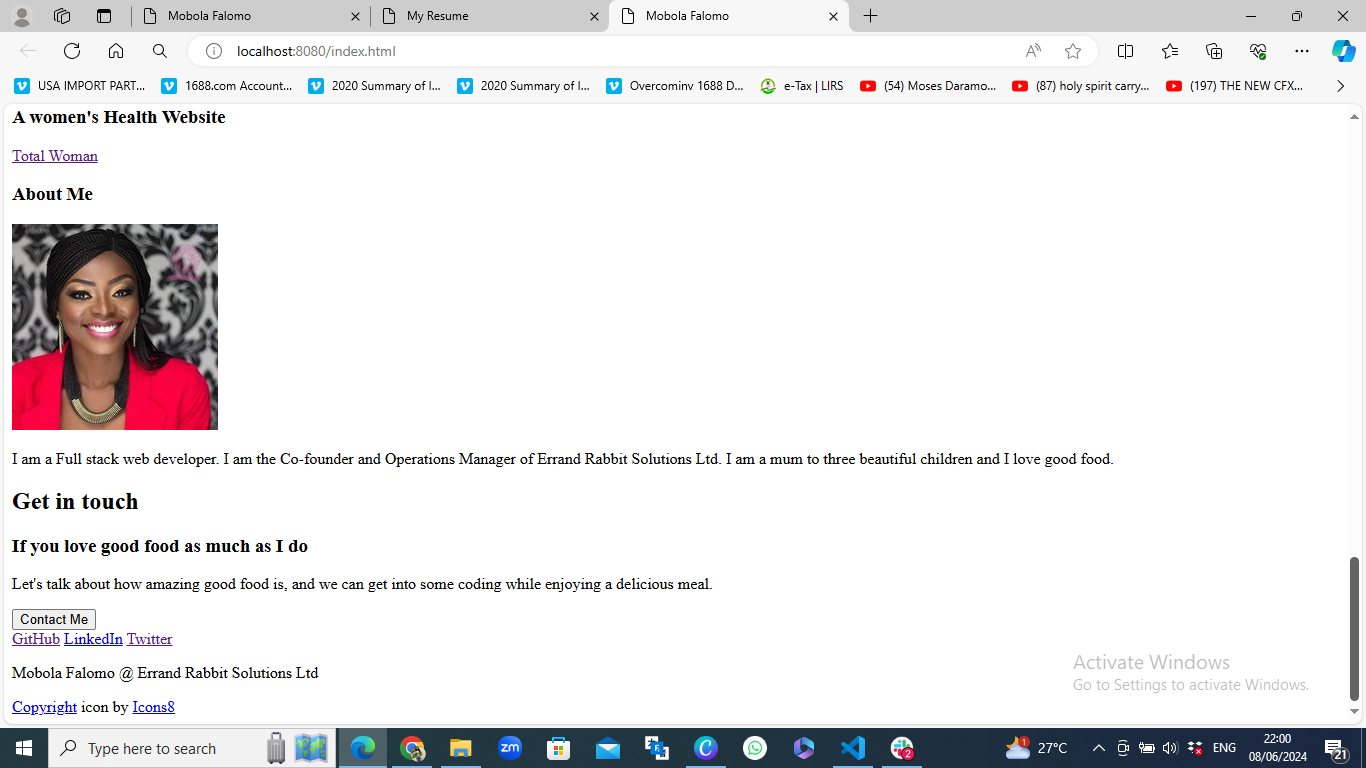 Mobola Falomo
My Resume
Mobola Falomo
localhost:8080/index.html
USA IMPORT PART...
1688.com Account...
2020 Summary of I...
2020 Summary of I...
Overcominv 1688 D...
e-Tax | LIRS
(54) Moses Daramo...
(87) holy spirit carry...
(197) THE NEW CFX...
A women's Health Website
Total Woman
About Me
I am a Full stack web developer. I am the Co-founder and Operations Manager of Errand Rabbit Solutions Ltd. I am a mum to three beautiful children and I love good food.
Get in touch
If you love good food as much as I do
Let's talk about how amazing good food is, and we can get into some coding while enjoying a delicious meal.
Contact Me
GitHub LinkedIn Twitter
Mobola Falomo @ Errand Rabbit Solutions Ltd
Copyright icon by Icons8
Activate Windows
Go to Settings to activate Windows.
Type here to search
zm
2
1
27°C
ENG
22:00
08/06/2024
21